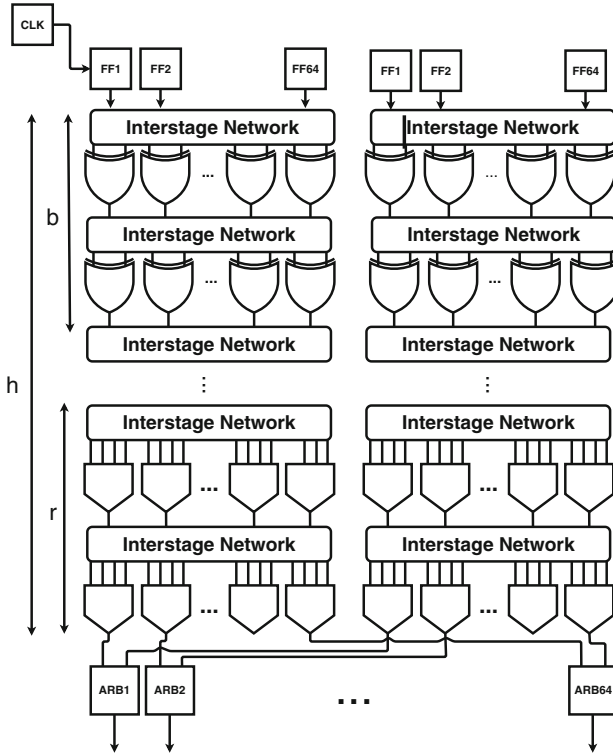 CLK
FF1 FF2 FF64 FF1 FF2 FF64
Interstage Network Interstage Network
... ...
b
Interstage Network Interstage Network
... ...
Interstage Network Interstage Network
h
... ...
Interstage Network Interstage Network
... ...
r
Interstage Network Interstage Network
... ...
ARB1 ARB2 ... ARB64